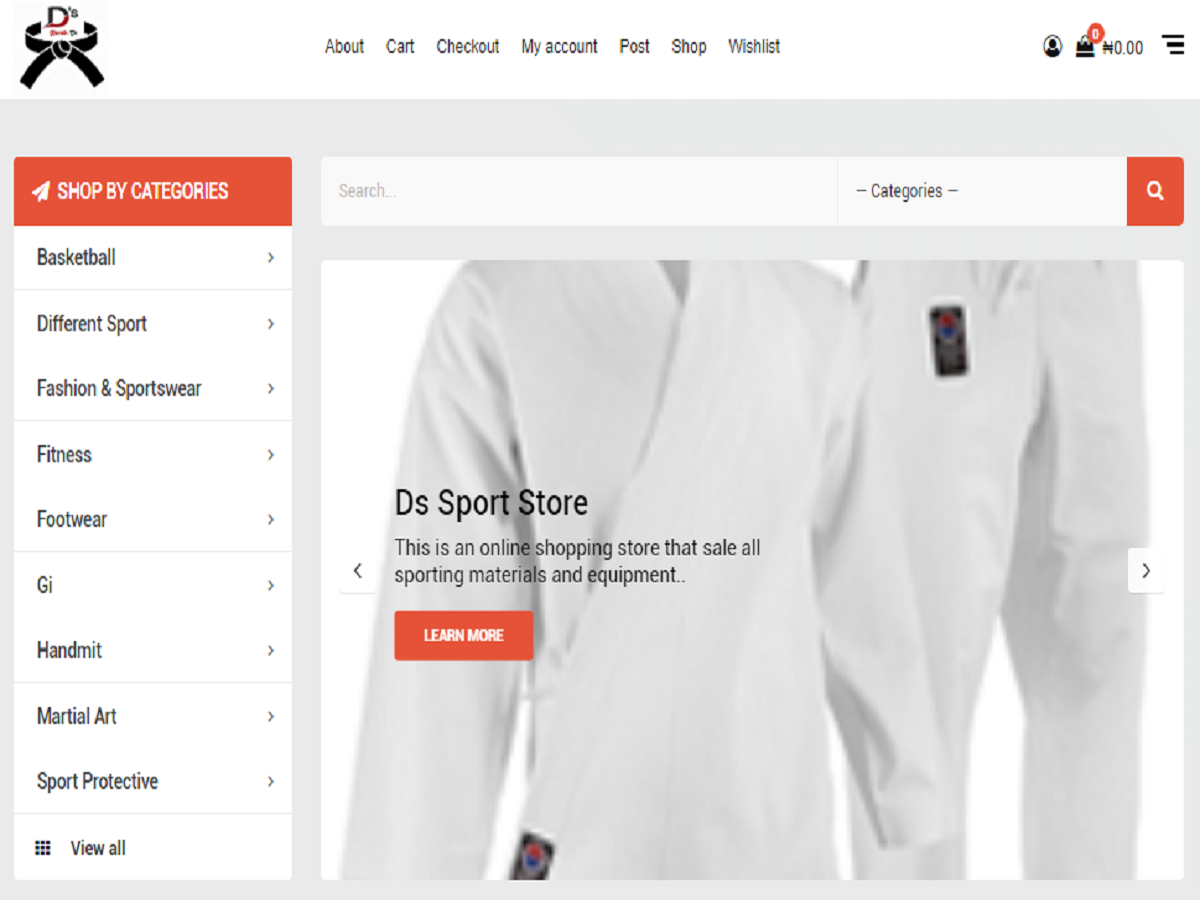 D's
About Cart Checkout My account Post Shop Wishlist
0
₦0.00
SHOP BY CATEGORIES
Search...
— Categories —
Basketball
Different Sport
Fashion & Sportswear
Fitness
Footwear
Gi
Handmit
Martial Art
Sport Protective
View all
Ds Sport Store
This is an online shopping store that sale all
sporting materials and equipment..
LEARN MORE